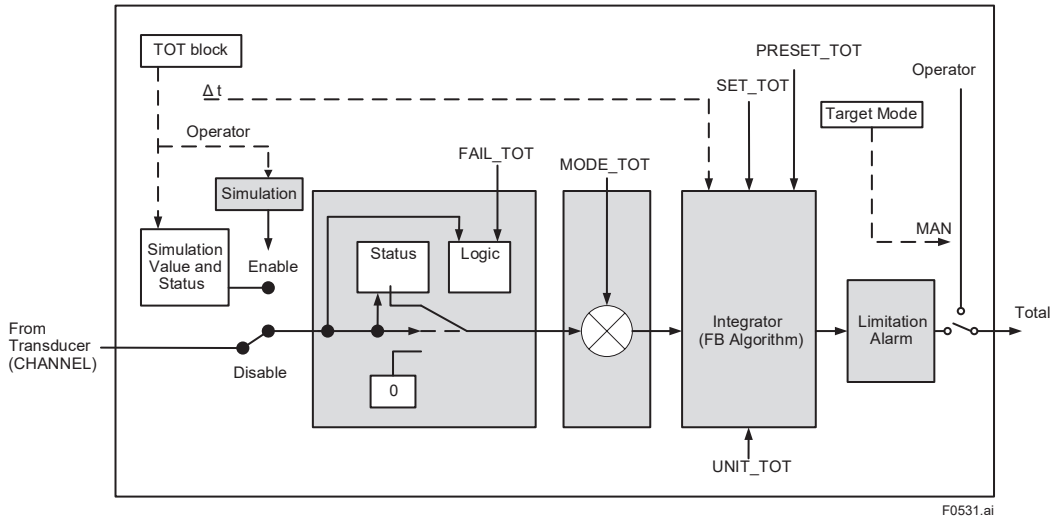 TOT block
PRESET_TOT
Operator
Δ t
SET_TOT
Target Mode
Operator
FAIL_TOT
MODE_TOT
Simulation
MAN
Simulation
Value and
Status
Enable
Status
Logic
From
Transducer
(CHANNEL)
Disable
0
Integrator
(FB Algorithm)
Limitation
Alarm
Total
UNIT_TOT
F0531.ai